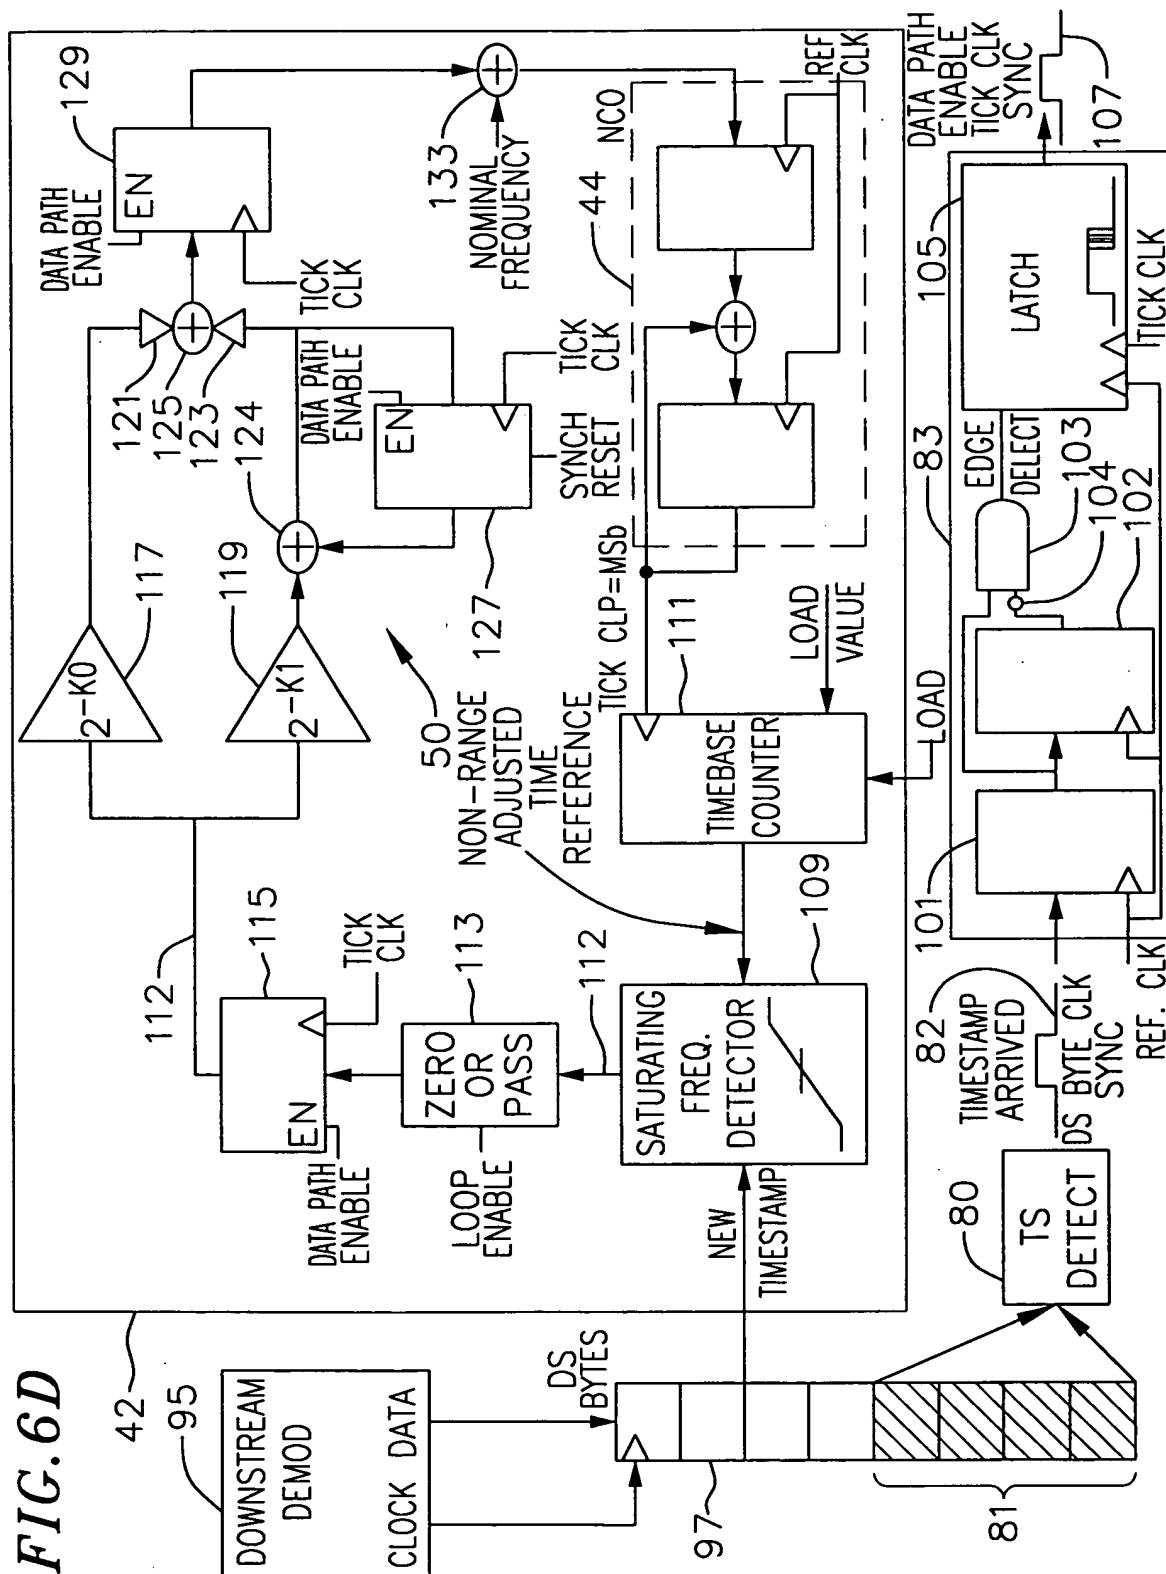 FIG. 6D
95
DOWNSTREAM
DEMOD
CLOCK DATA
42
DS
BYTES
97
81
80
TS
DETECT
NEW
TIMESTAMP
SATURATING
FREQ.
DETECTOR
109
112
ZERO
OR
PASS
113
LOOP
ENABLE
115
EN
DATA PATH
ENABLE
TICK
CLK
112
2-K0
117
2-K1
119
50
NON-RANGE
ADJUSTED
TIME
REFERENCE
TIMEBASE
COUNTER
111
LOAD
VALUE
LOAD
TICK CLP=MSb
121
125
123
124
127
EN
DATA PATH
ENABLE
SYNCH
RESET
TICK
CLK
129
EN
DATA PATH
ENABLE
TICK
CLK
133
NOMINAL
FREQUENCY
44
NCO
REF
CLK
82
TIMESTAMP
ARRIVED
DS BYTE CLK
SYNC
REF. CLK
83
101
102
104
103
EDGE
DELECT
105
LATCH
TICK CLK
DATA PATH
ENABLE
TICK CLK
SYNC
107